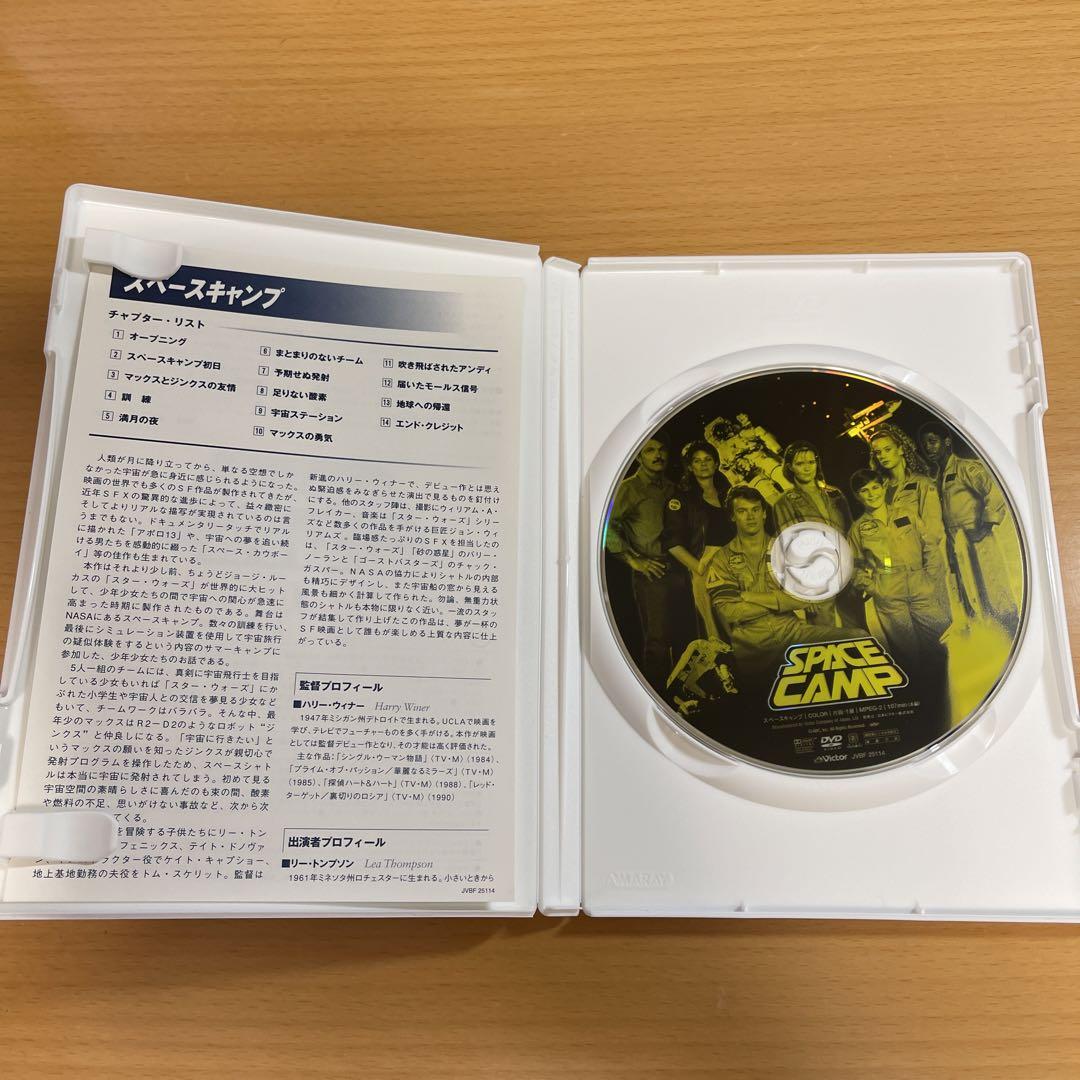 スペースキャンプ
チャプター・リスト
1 オープニング
2 スペースキャンプ初日
3 マックスとジンクスの友情
4 訓 練
5 満月の夜
6 まとまりのないチーム
7 予期せぬ発射
8 足りない酸素
9 宇宙ステーション
10 マックスの勇気
11 吹き飛ばされたアンディ
12 届いたモールス信号
13 地球への帰還
14 エンド・クレジット
人類が月に降り立ってから、単なる空想でしか
なかった宇宙が急に身近に感じられるようになった。
映画の世界でも多くのSF作品が製作されてきたが、
近年SFXの驚異的な進歩によって、益々緻密に
そしてよりリアルな描写が実現されているのは言
うまでもない。ドキュメンタリータッチでリアル
に描かれた「アポロ13」や、宇宙への夢を追い続
ける男たちを感動的に綴った「スペース・カウボー
イ」等の佳作も生まれている。
本作はそれより少し前、ちょうどジョージ・ルー
カスの「スター・ウォーズ」が世界的に大ヒット
して、少年少女たちの間で宇宙への関心が急速に
高まった時期に製作されたものである。舞台は
NASAにあるスペースキャンプ。数々の訓練を行い、
最後にシミュレーション装置を使用して宇宙旅行
の疑似体験をするという内容のサマーキャンプに
参加した、少年少女たちのお話である。
5人一組のチームには、真剣に宇宙飛行士を目指
している少女もいれば「スター・ウォーズ」にか
ぶれた小学生や宇宙人との交信を夢見る少女など
もいて、チームワークはバラバラ。そんな中、最
年少のマックスはR2-D2のようなロボット“ジ
ンクス”と仲良しになる。「宇宙に行きたい」と
いうマックスの願いを知ったジンクスが親切心で
発射プログラムを操作したため、スペースシャト
ルは本当に宇宙に発射されてしまう。初めて見る
宇宙空間の素晴らしさに喜んだのも束の間、酸素
や燃料の不足、思いがけない事故など、次から次
てくる。
を冒険する子供たちにリー・トン
フェニックス、テイト・ドノヴァ
ラクター役でケイト・キャプショー、
地上基地勤務の夫役をトム・スケリット。監督は
新進のハリー・ウィナーで、デビュー作とは思え
ぬ緊迫感をみなぎらせた演出で見るものを釘付け
にする。他のスタッフ陣は、撮影にウィリアム・A・
フレイカー、音楽は「スター・ウォーズ」シリー
ズなど数多くの作品を手がける巨匠ジョン・ウィ
リアムズ。臨場感たっぷりのSFXを担当したの
は、「スター・ウォーズ」「砂の惑星」のバリー・
ノーランと「ゴーストバスターズ」のチャック・
ガスパー。NASAの協力によりシャトルの内部
も精巧にデザインし、また宇宙船の窓から見える
風景も細かく計算して作られた。勿論、無重力状
態のシャトルも本物に限りなく近い。一流のスタッ
フが結集して作り上げたこの作品は、夢が一杯の
SF映画として誰もが楽しめる上質な内容に仕上
がっている。
監督プロフィール
■ハリー・ウィナー Harry Winer
1947年ミシガン州デトロイトで生まれる。UCLAで映画を
学び、テレビでフューチャーものを多く手がける。本作が映画
としては監督デビュー作となり、その才能は高く評価された。
主な作品:「シングル・ウーマン物語」(TV・M)(1984)、
「プライム・オブ・パッション/華麗なるミラーズ」(TV・M)
(1985)、「探偵ハート&ハート」(TV・M)(1988)、「レッド・
ターゲット/裏切りのロシア」(TV・M)(1990)
出演者プロフィール
■リー・トンプソン Lea Thompson
1961年ミネソタ州ロチェスターに生まれる。小さいときから
JVBF 25114
SPACE
CAMP
スペースキャンプ | COLOR | 片面・1層 | MPEG-2 | 107min(本編)
DVD
VIDEO
Victor JVBF 25114
AMARAY